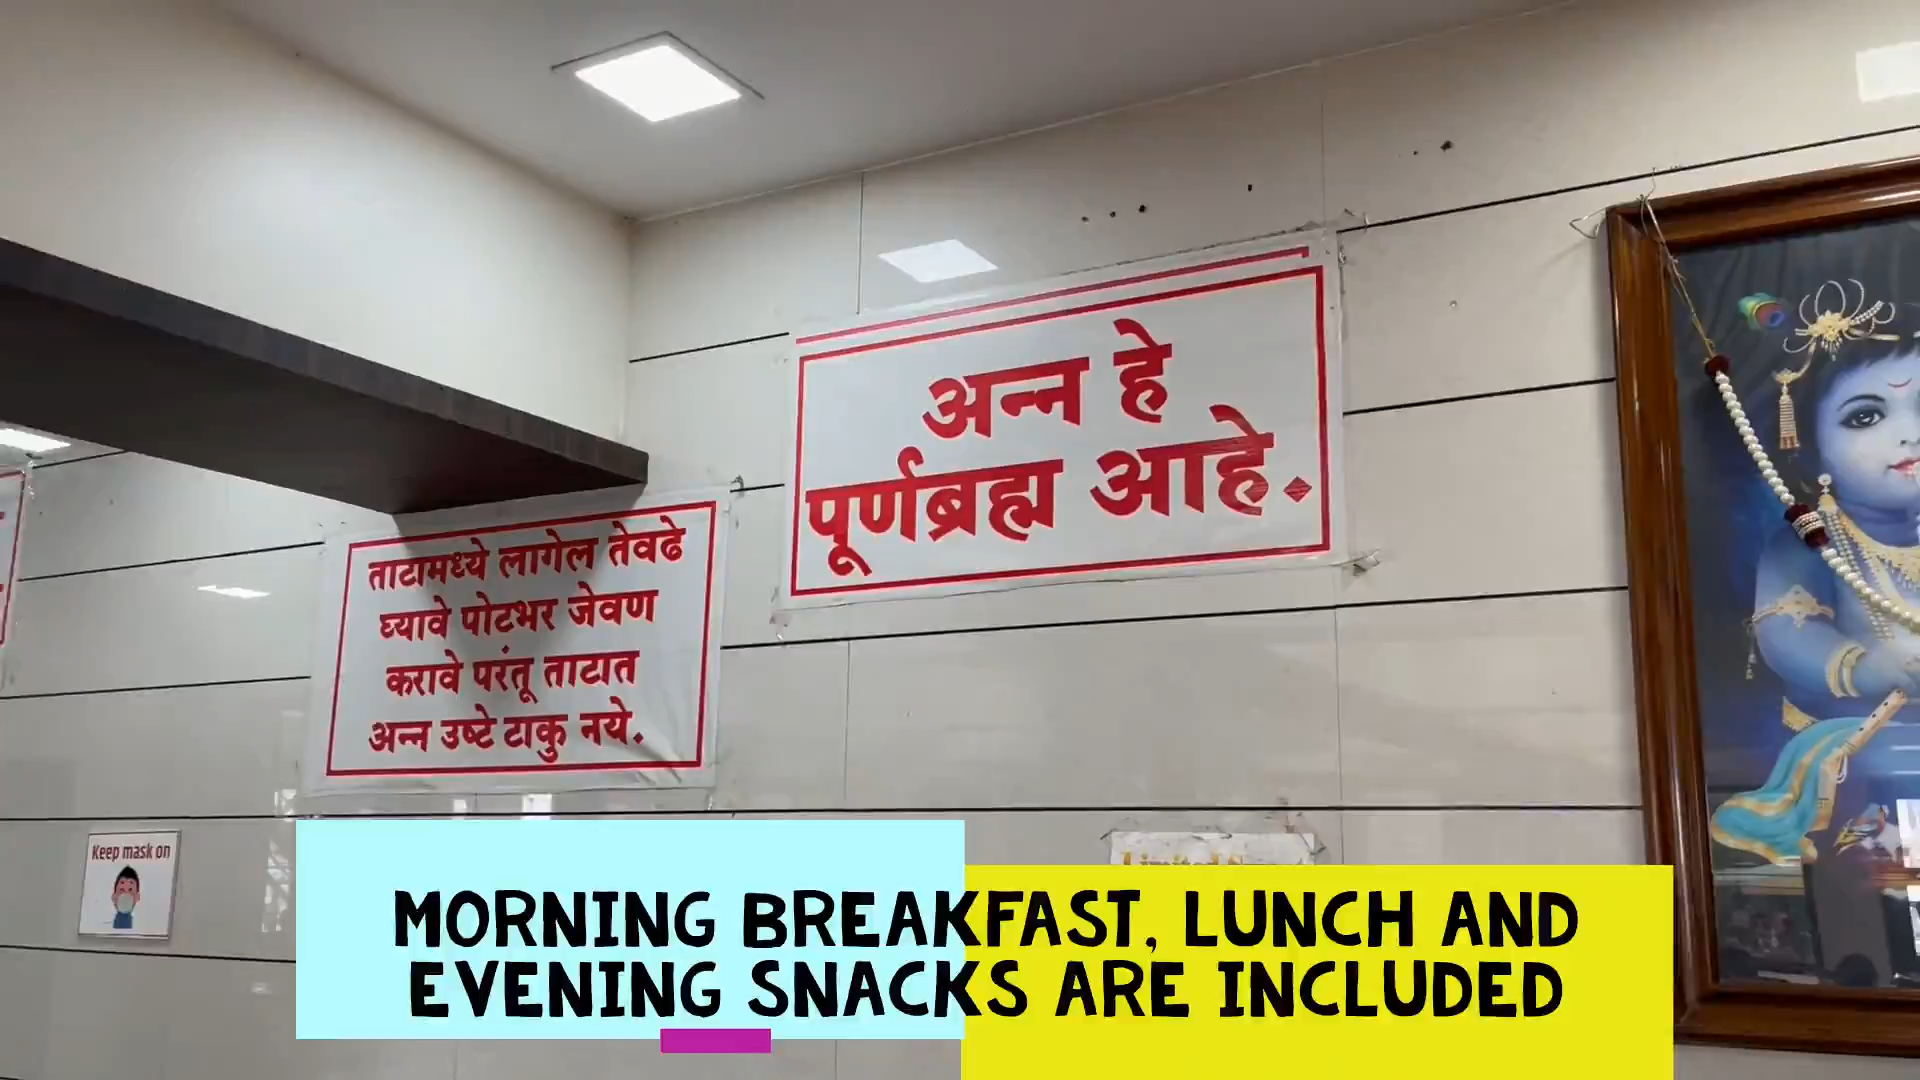 अन्न हे
पूर्णब्रह्म आहे.
ताटामध्ये लागेल तेवढे
घ्यावे पोटभर जेवण
करावे परंतू ताटात
अन्न उष्टे टाकु नये.
Keep mask on
MORNING BREAKFAST, LUNCH AND
EVENING SNACKS ARE INCLUDED